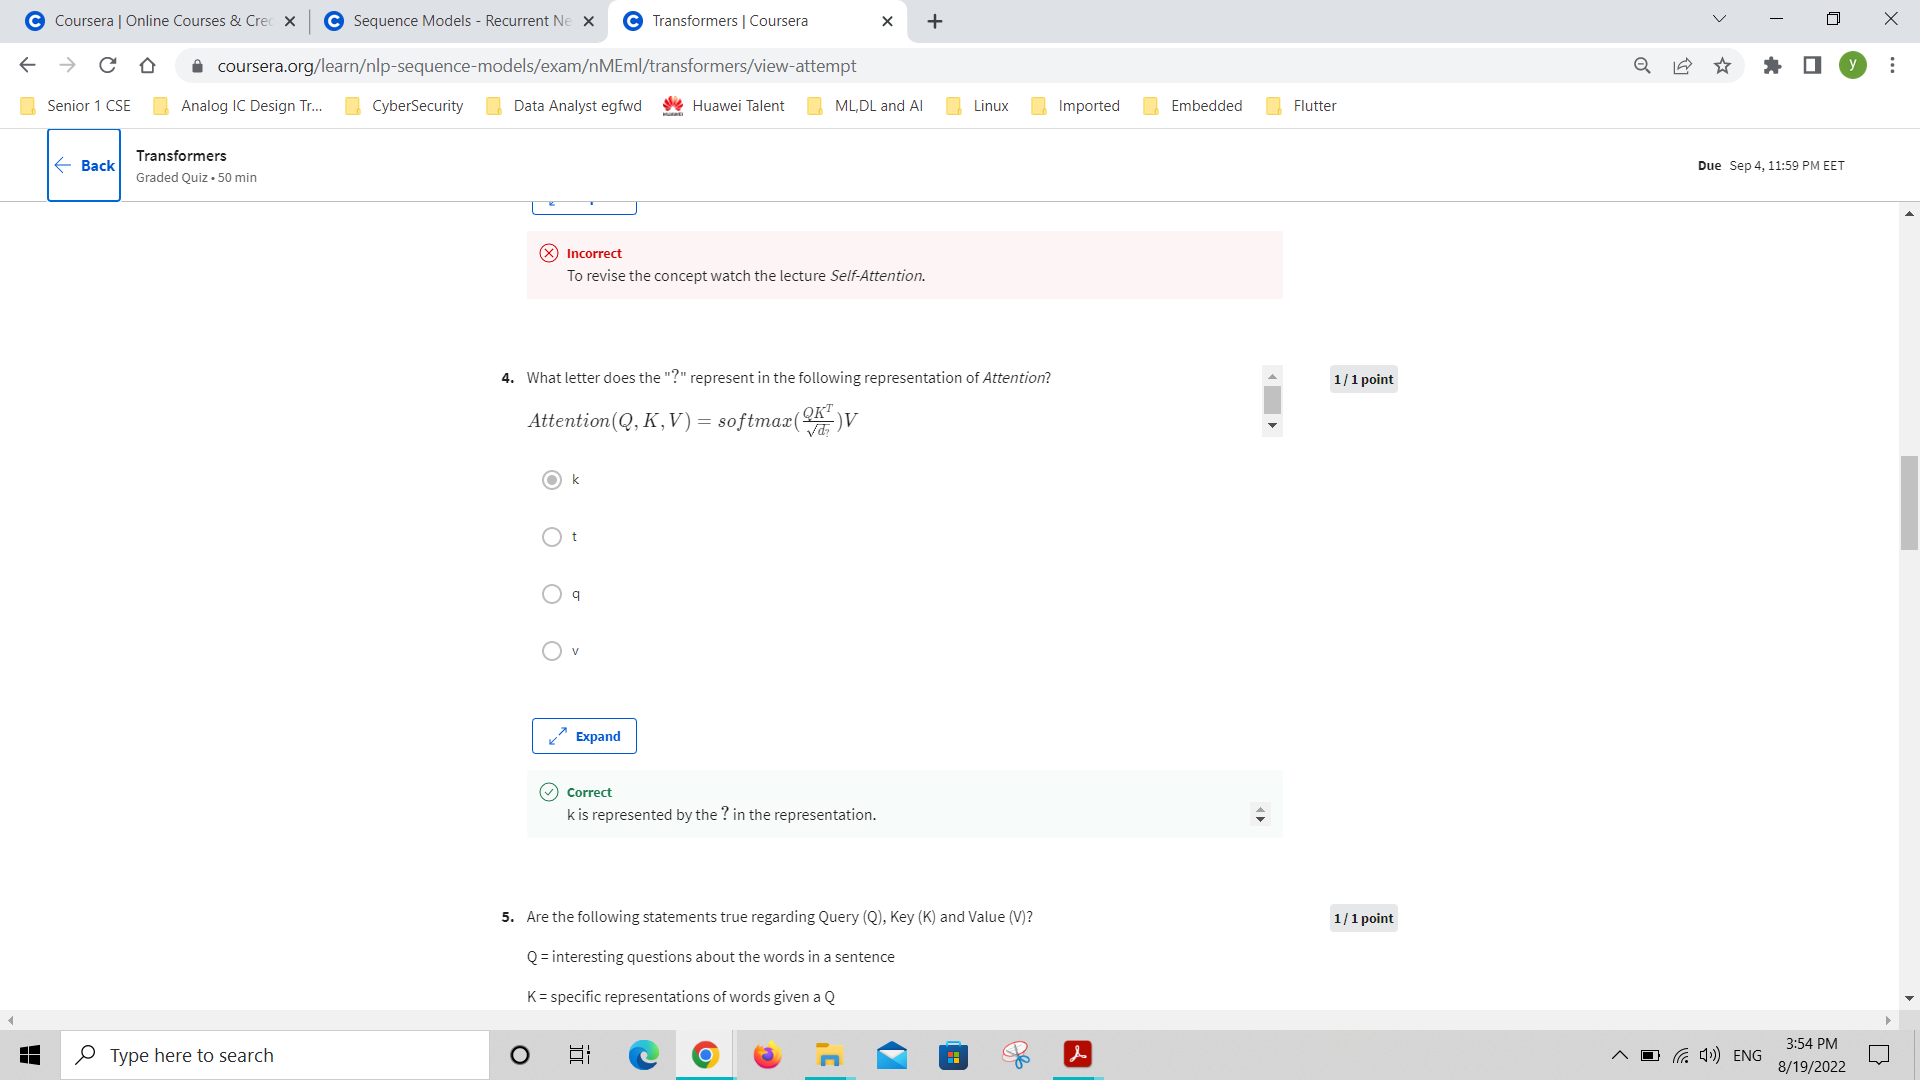 Coursera | Online Courses & Cre
Sequence Models - Recurrent Ne
Transformers | Coursera
coursera.org/learn/nlp-sequence-models/exam/nMEml/transformers/view-attempt
y
Senior 1 CSE
Analog IC Design Tr...
CyberSecurity
Data Analyst egfwd
HUAWEI
Huawei Talent
ML,DL and AI
Linux
Imported
Embedded
Flutter
Back
Transformers
Graded Quiz • 50 min
Due Sep 4, 11:59 PM EET
Incorrect
To revise the concept watch the lecture Self-Attention.
4. What letter does the "?" represent in the following representation of Attention?
1 / 1 point
Attention(Q, K, V) = softmax(QK^T/√d_?)V
k
t
q
v
Expand
Correct
k is represented by the ? in the representation.
5. Are the following statements true regarding Query (Q), Key (K) and Value (V)?
1 / 1 point
Q = interesting questions about the words in a sentence
K = specific representations of words given a Q
Type here to search
ENG
3:54 PM
8/19/2022